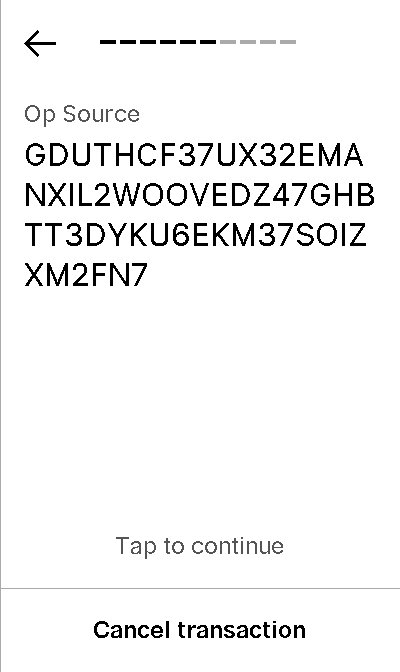 Op Source
GDUTHCF37UX32EMA
NXIL2WOOVEDZ47GHB
TT3DYKU6EKM37SOIZ
XM2FN7
Tap to continue
Cancel transaction